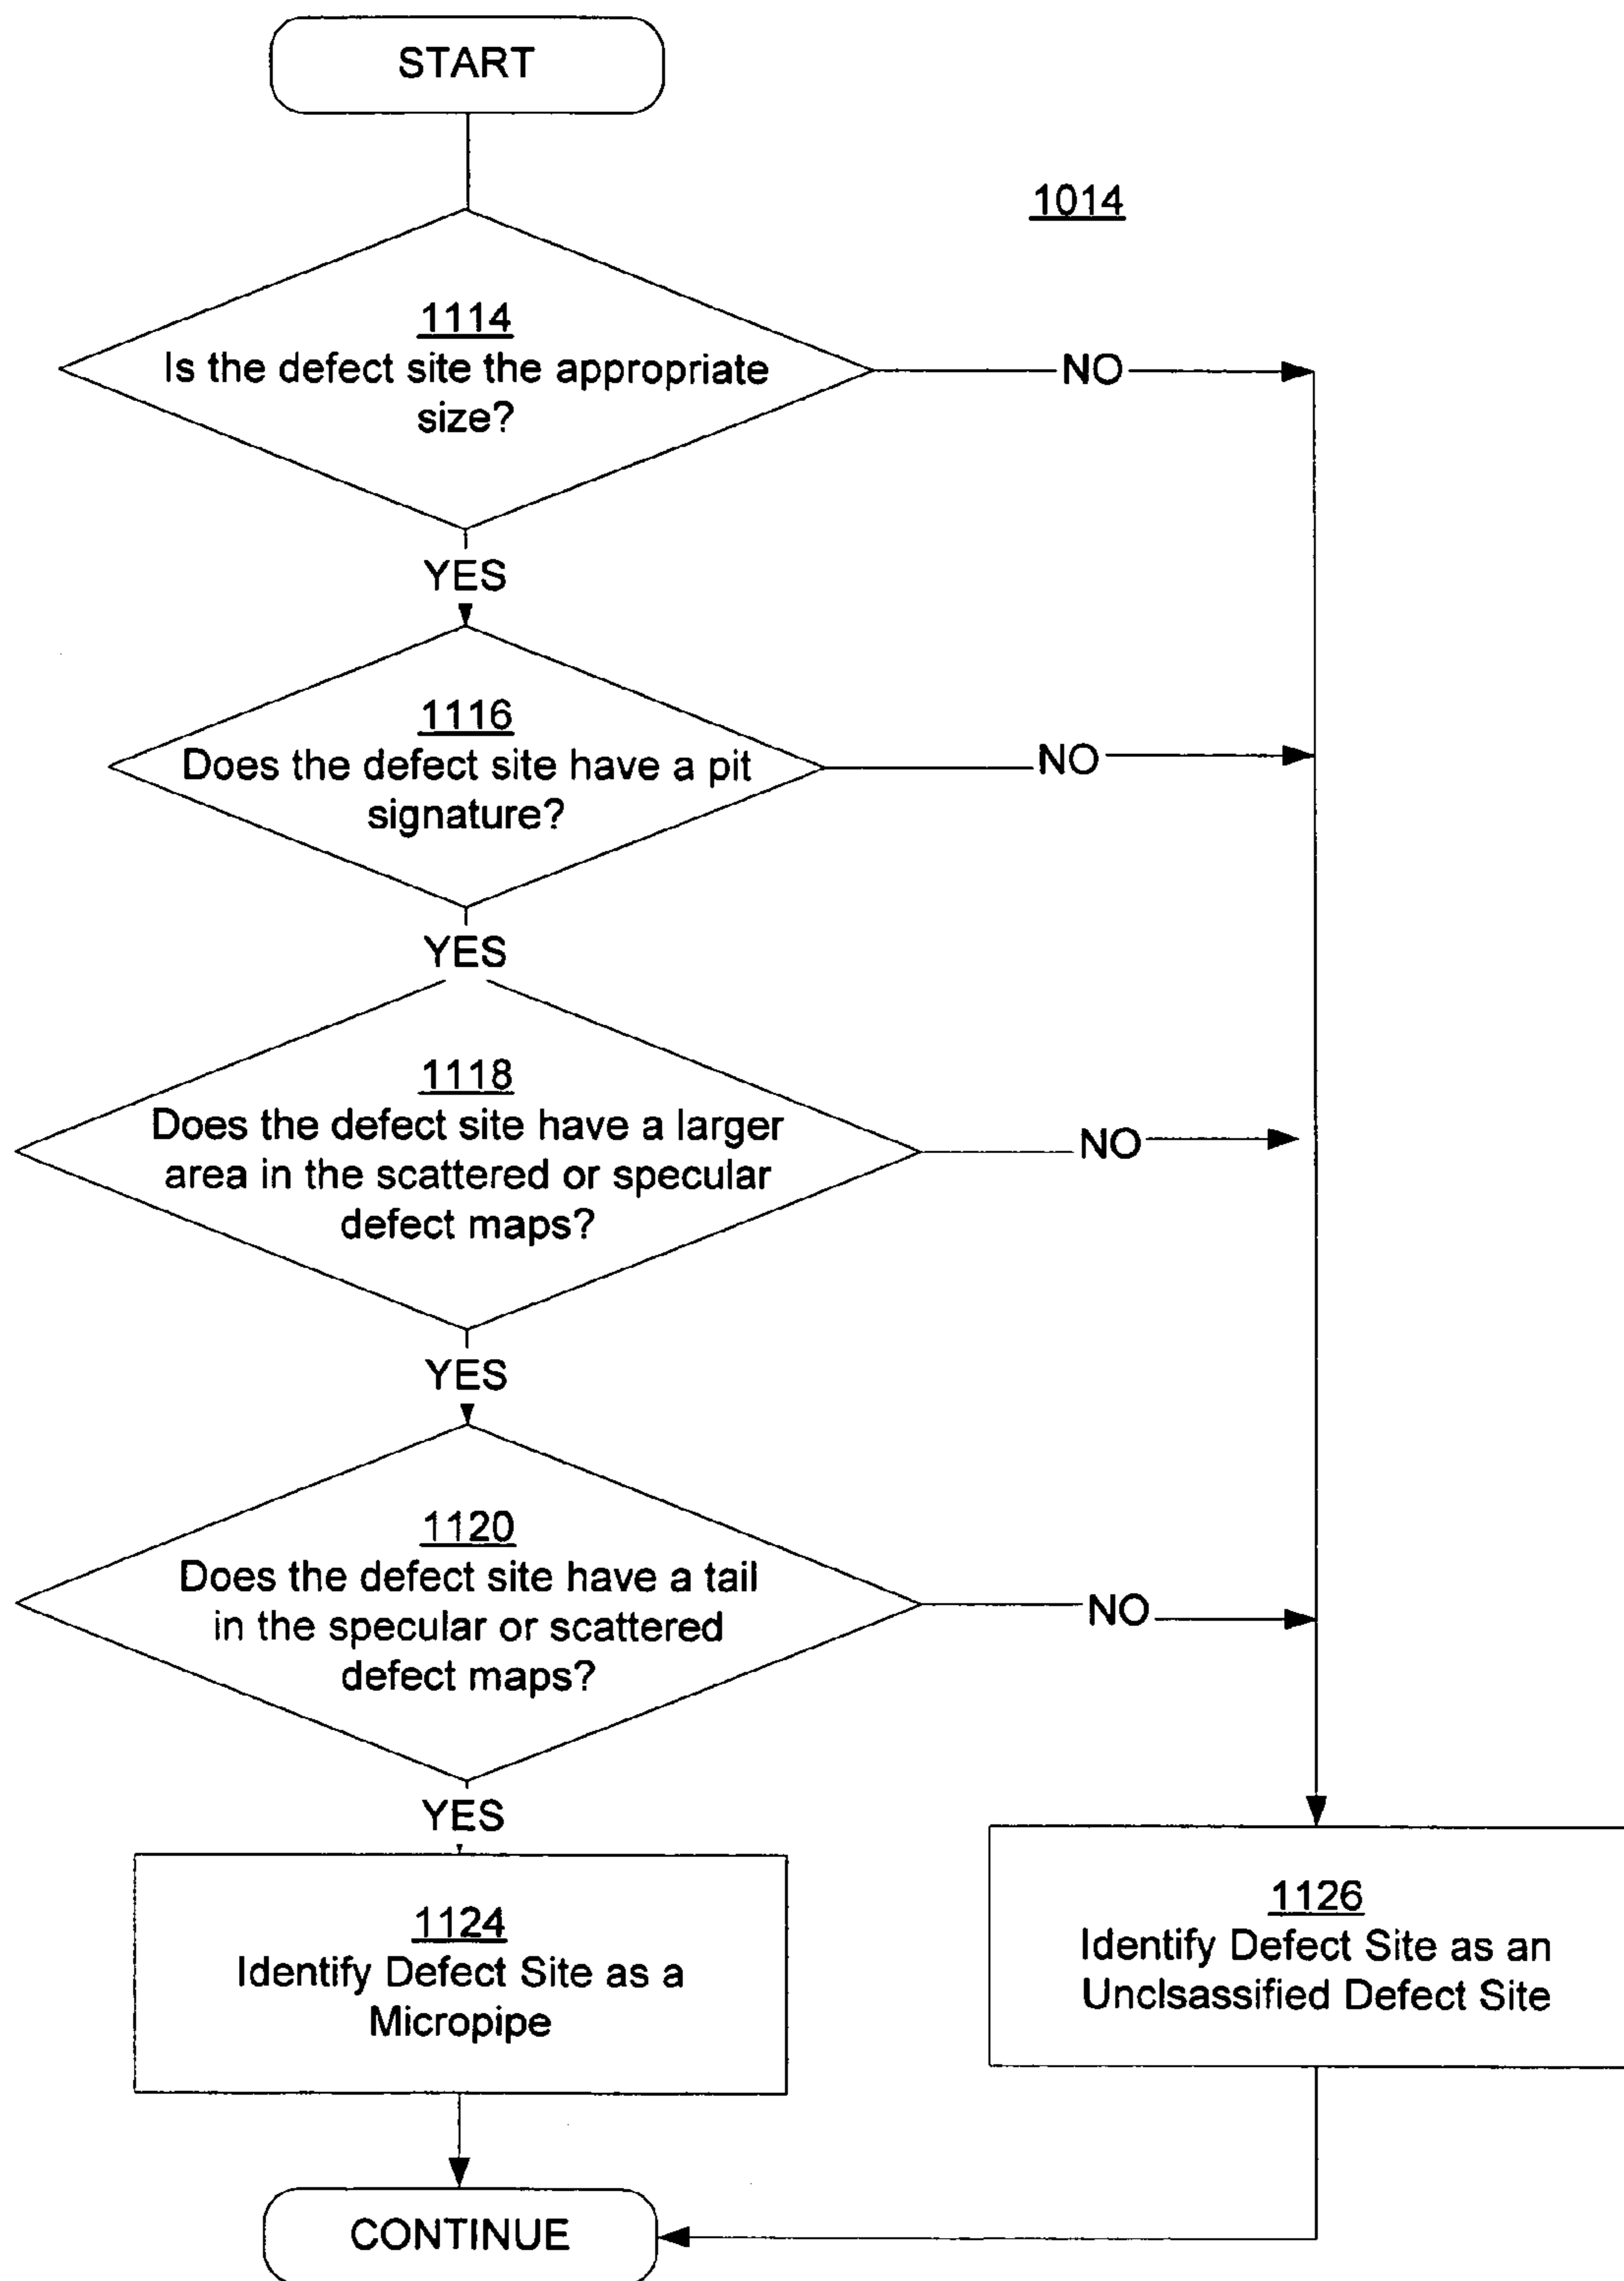 START
1014
1114
Is the defect site the appropriate
size?
NO
YES
1116
Does the defect site have a pit
signature?
NO
YES
1118
Does the defect site have a larger
area in the scattered or specular
defect maps?
NO
YES
1120
Does the defect site have a tail
in the specular or scattered
defect maps?
NO
YES
1124
Identify Defect Site as a
Micropipe
1126
Identify Defect Site as an
Unclsassified Defect Site
CONTINUE